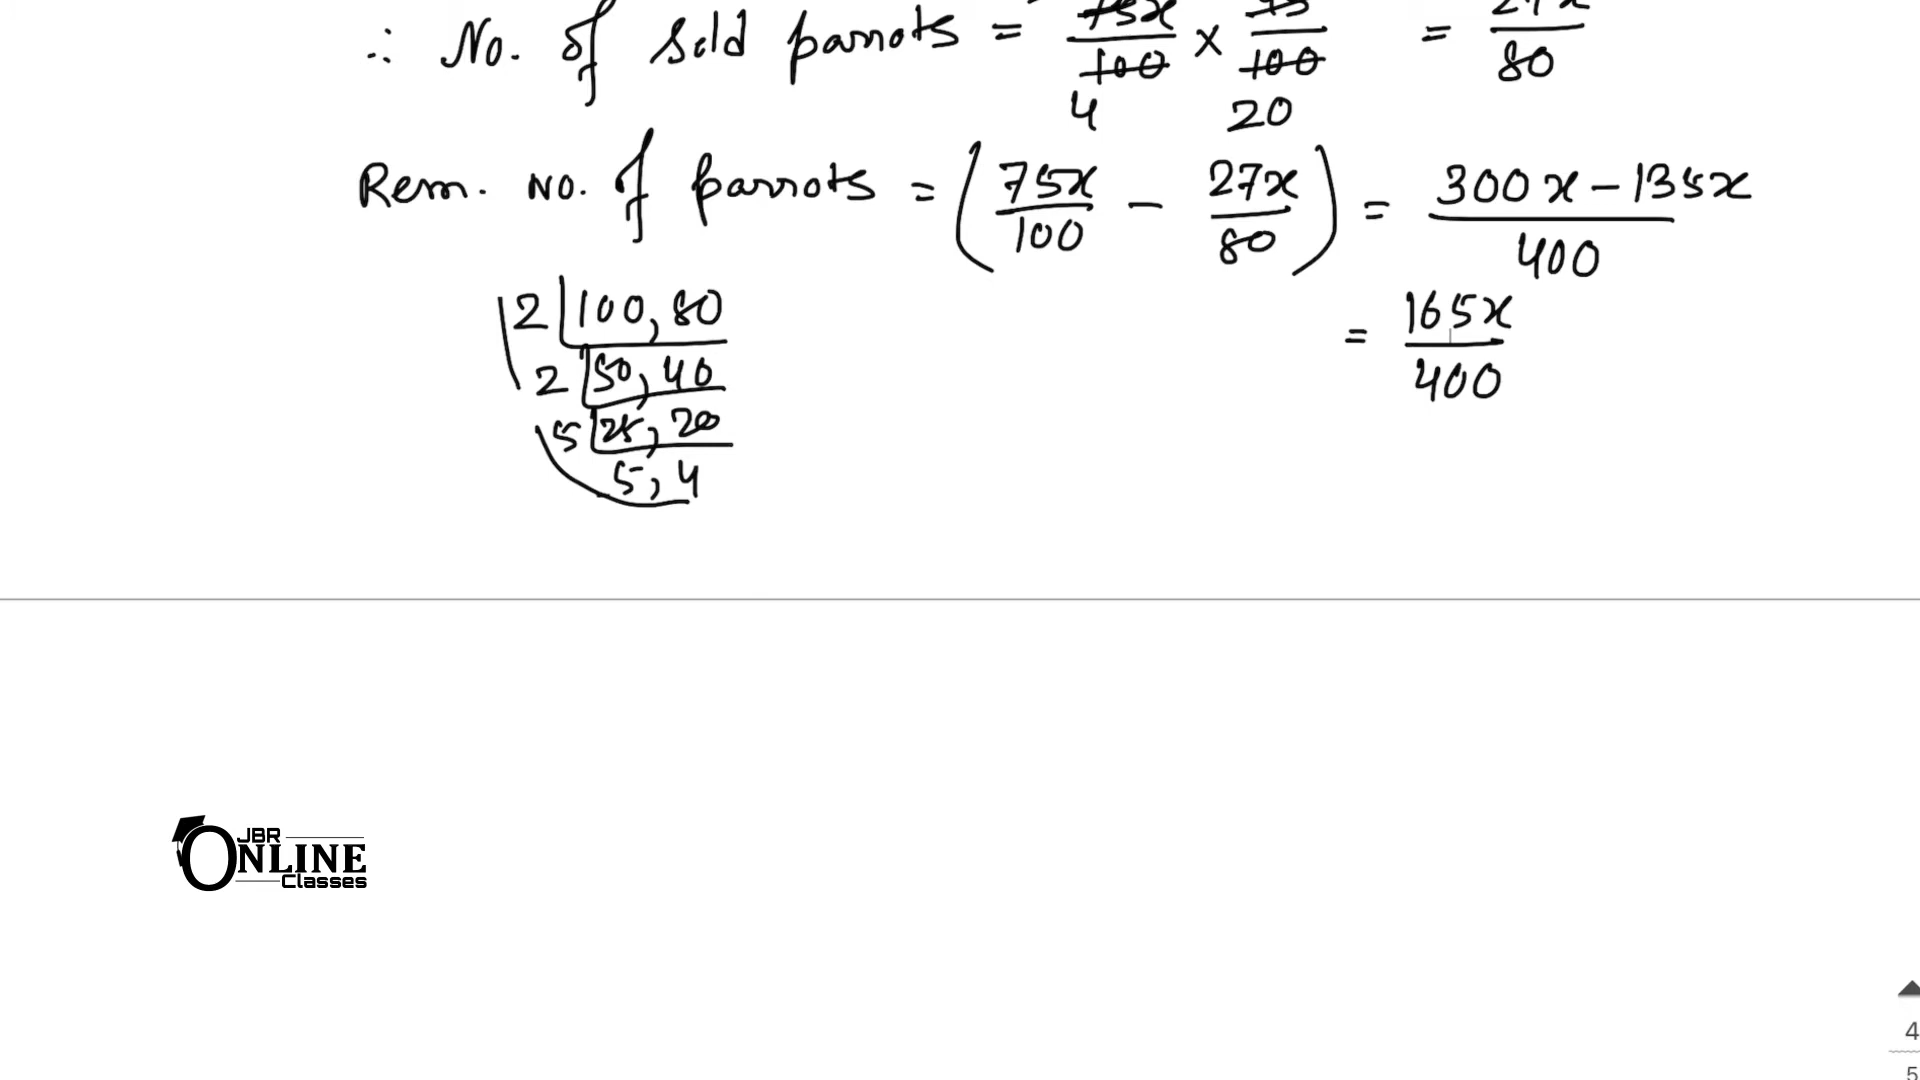 ∴ No. of Sold parrots = 75x/100 × /100 = 27x/80
4 20
Rem. No. of parrots = (75x/100 − 27x/80) = 300x − 135x/400
2 100, 80
= 165x/400
2 50, 40
5 25, 20
5, 4
JBR
ONLINE
Classes
4
5